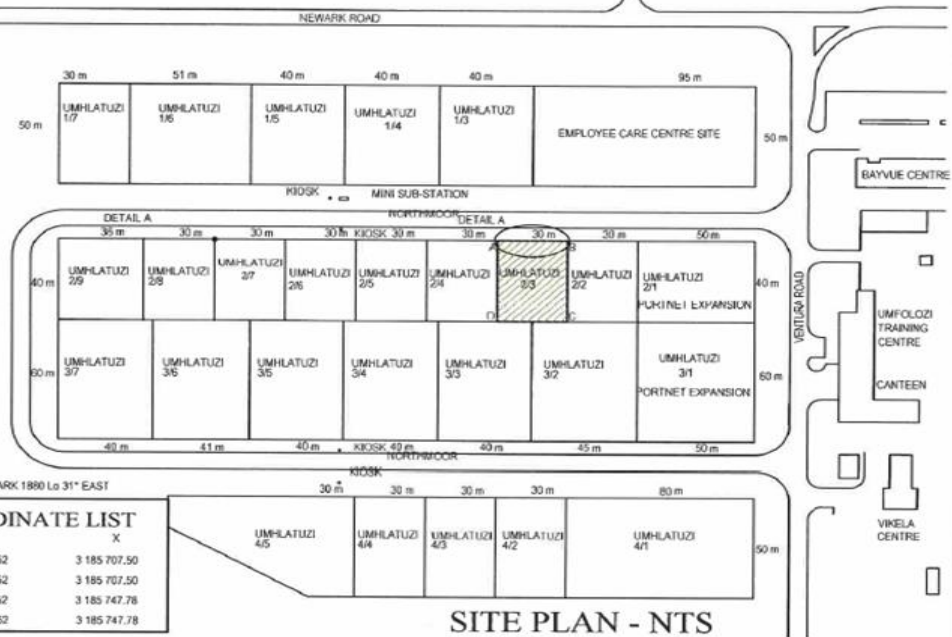 NEWARK ROAD
30 m
51 m
40 m
40 m
40 m
95 m
50 m
UMHLATUZI
1/7
UMHLATUZI
1/6
UMHLATUZI
1/5
UMHLATUZI
1/4
UMHLATUZI
1/3
EMPLOYEE CARE CENTRE SITE
50 m
BAYVUE CENTRE
KIOSK
MINI SUB-STATION
NORTHMOOR
DETAIL A
DETAIL A
30 m
30 m
30 m
KIOSK
30 m
30 m
30 m
30 m
50 m
A
B
40 m
UMHLATUZI
2/9
UMHLATUZI
2/8
UMHLATUZI
2/7
UMHLATUZI
2/6
UMHLATUZI
2/5
UMHLATUZI
2/4
UMHLATUZI
2/3
UMHLATUZI
2/2
UMHLATUZI
2/1
PORTNET EXPANSION
40 m
D
C
VENTURA ROAD
UMFOLOZI
TRAINING
CENTRE
CANTEEN
60 m
UMHLATUZI
3/7
UMHLATUZI
3/6
UMHLATUZI
3/5
UMHLATUZI
3/4
UMHLATUZI
3/3
UMHLATUZI
3/2
UMHLATUZI
3/1
PORTNET EXPANSION
60 m
40 m
41 m
40 m
KIOSK
40 m
40 m
45 m
50 m
NORTHMOOR
KIOSK
ARK 1880 Lo 31° EAST
30 m
30 m
30 m
30 m
80 m
DINATE LIST
X
52
3 185 707.50
52
3 185 707.50
52
3 185 747.78
52
3 185 747.78
UMHLATUZI
4/5
UMHLATUZI
4/4
UMHLATUZI
4/3
UMHLATUZI
4/2
UMHLATUZI
4/1
50 m
VIKELA
CENTRE
SITE PLAN - NTS